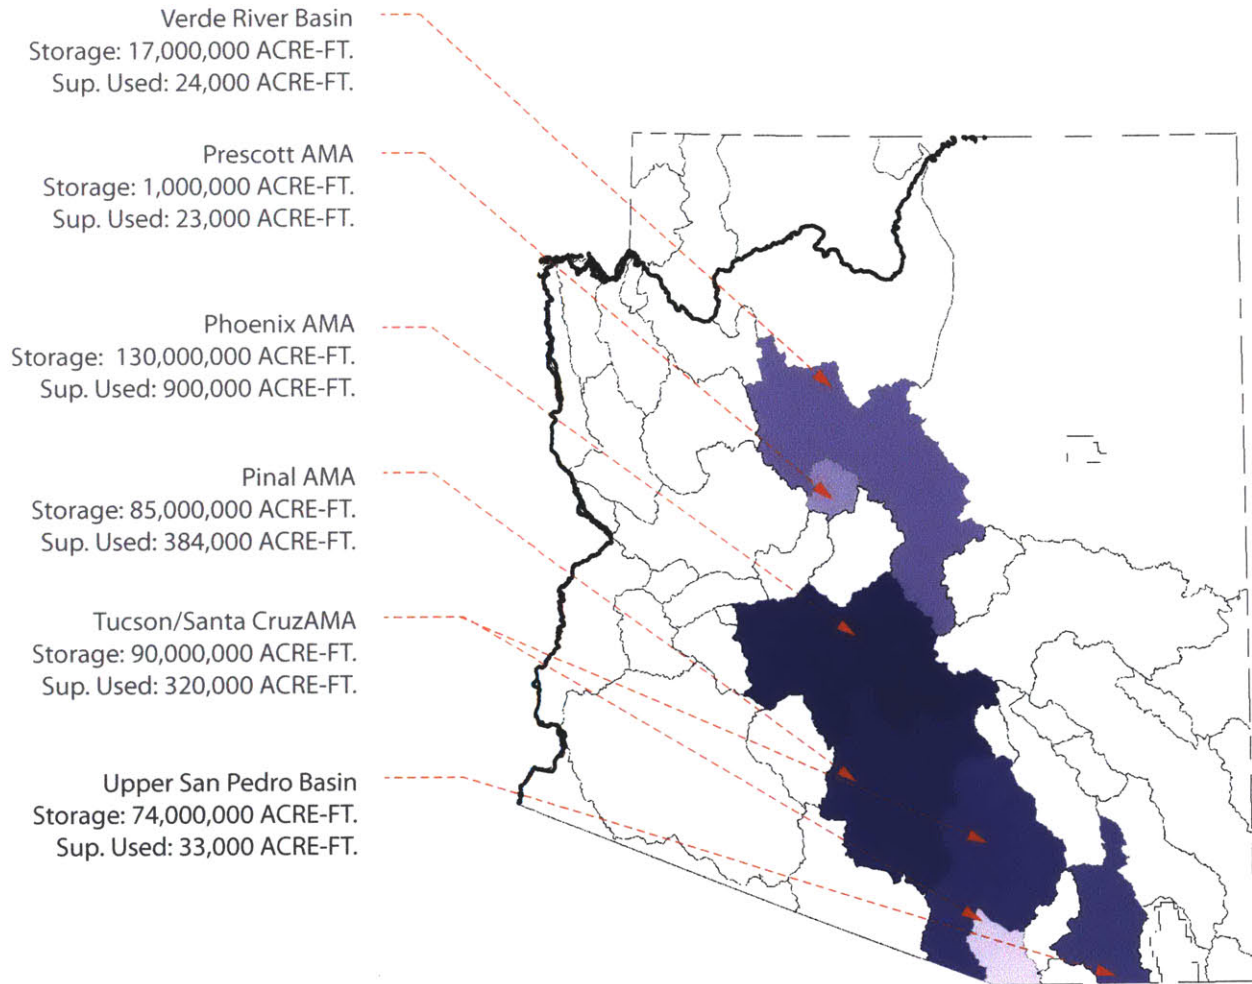 Verde River Basin
Storage: 17,000,000 ACRE-FT.
Sup. Used: 24,000 ACRE-FT.
Prescott AMA
Storage: 1,000,000 ACRE-FT.
Sup. Used: 23,000 ACRE-FT.
Phoenix AMA
Storage: 130,000,000 ACRE-FT.
Sup. Used: 900,000 ACRE-FT.
Pinal AMA
Storage: 85,000,000 ACRE-FT.
Sup. Used: 384,000 ACRE-FT.
Tucson/Santa CruzAMA
Storage: 90,000,000 ACRE-FT.
Sup. Used: 320,000 ACRE-FT.
Upper San Pedro Basin
Storage: 74,000,000 ACRE-FT.
Sup. Used: 33,000 ACRE-FT.